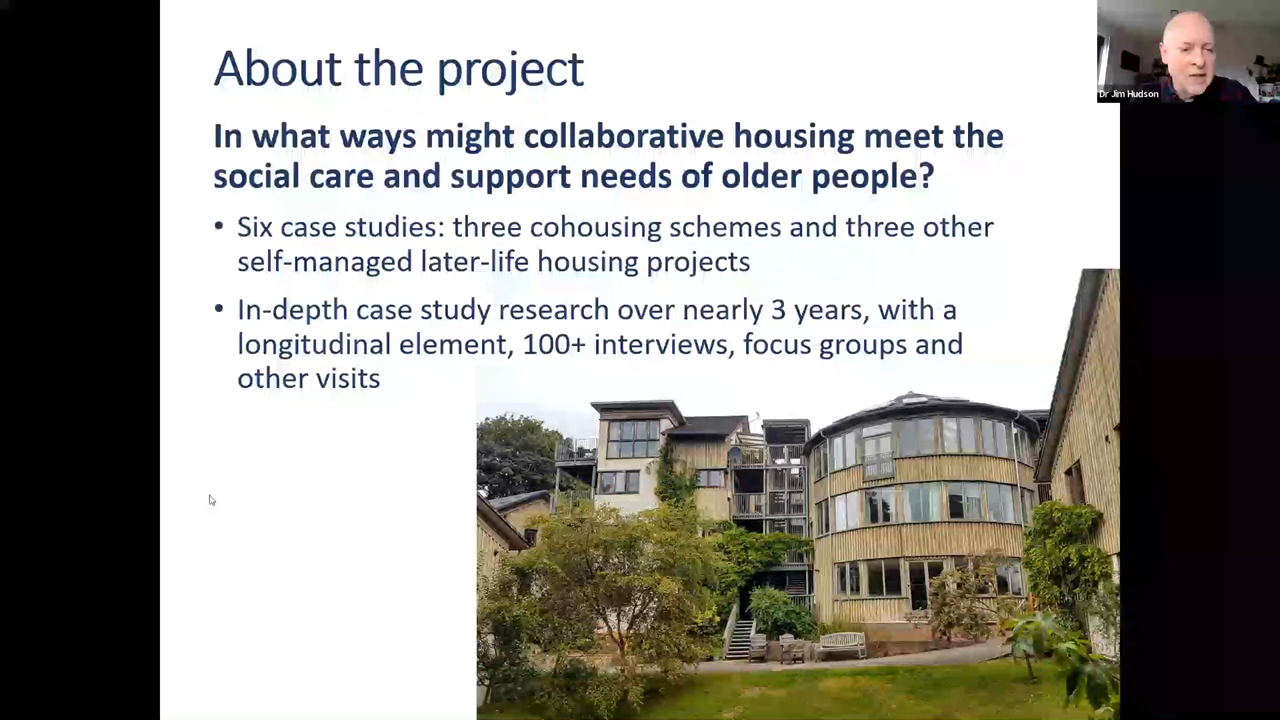 About the project
In what ways might collaborative housing meet the
social care and support needs of older people?
• Six case studies: three cohousing schemes and three other
self-managed later-life housing projects
• In-depth case study research over nearly 3 years, with a
longitudinal element, 100+ interviews, focus groups and
other visits
Dr Jim Hudson